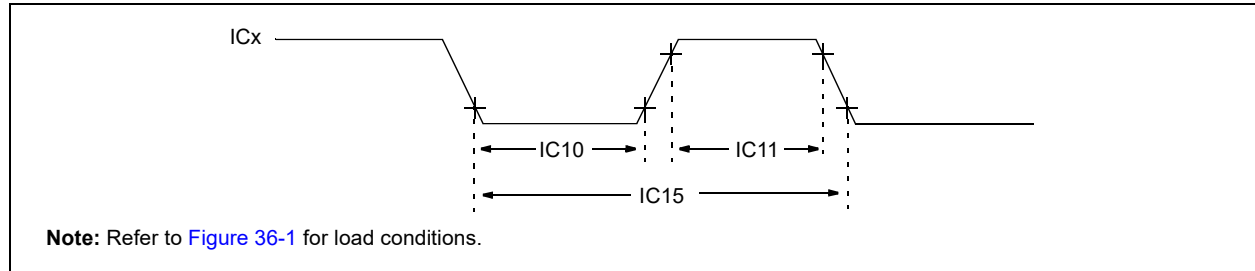 ICx
IC10
IC11
IC15
Note: Refer to Figure 36-1 for load conditions.